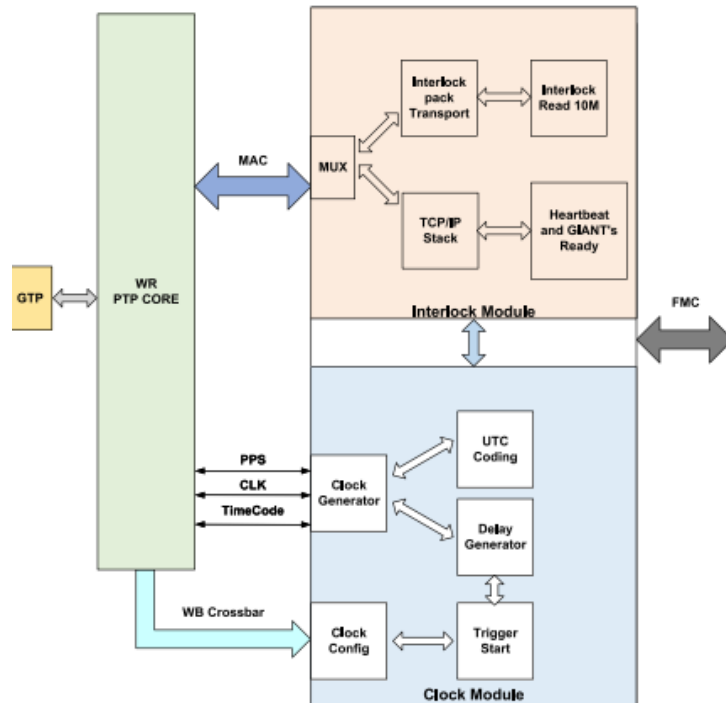 Interlock
pack
Transport
Interlock
Read 10M
MAC
MUX
TCP/IP
Stack
Heartbeat
and GIANT's
Ready
GTP
WR
PTP CORE
Interlock Module
FMC
UTC
Coding
PPS
CLK
TimeCode
Clock
Generator
Delay
Generator
WB Crossbar
Clock
Config
Trigger
Start
Clock Module